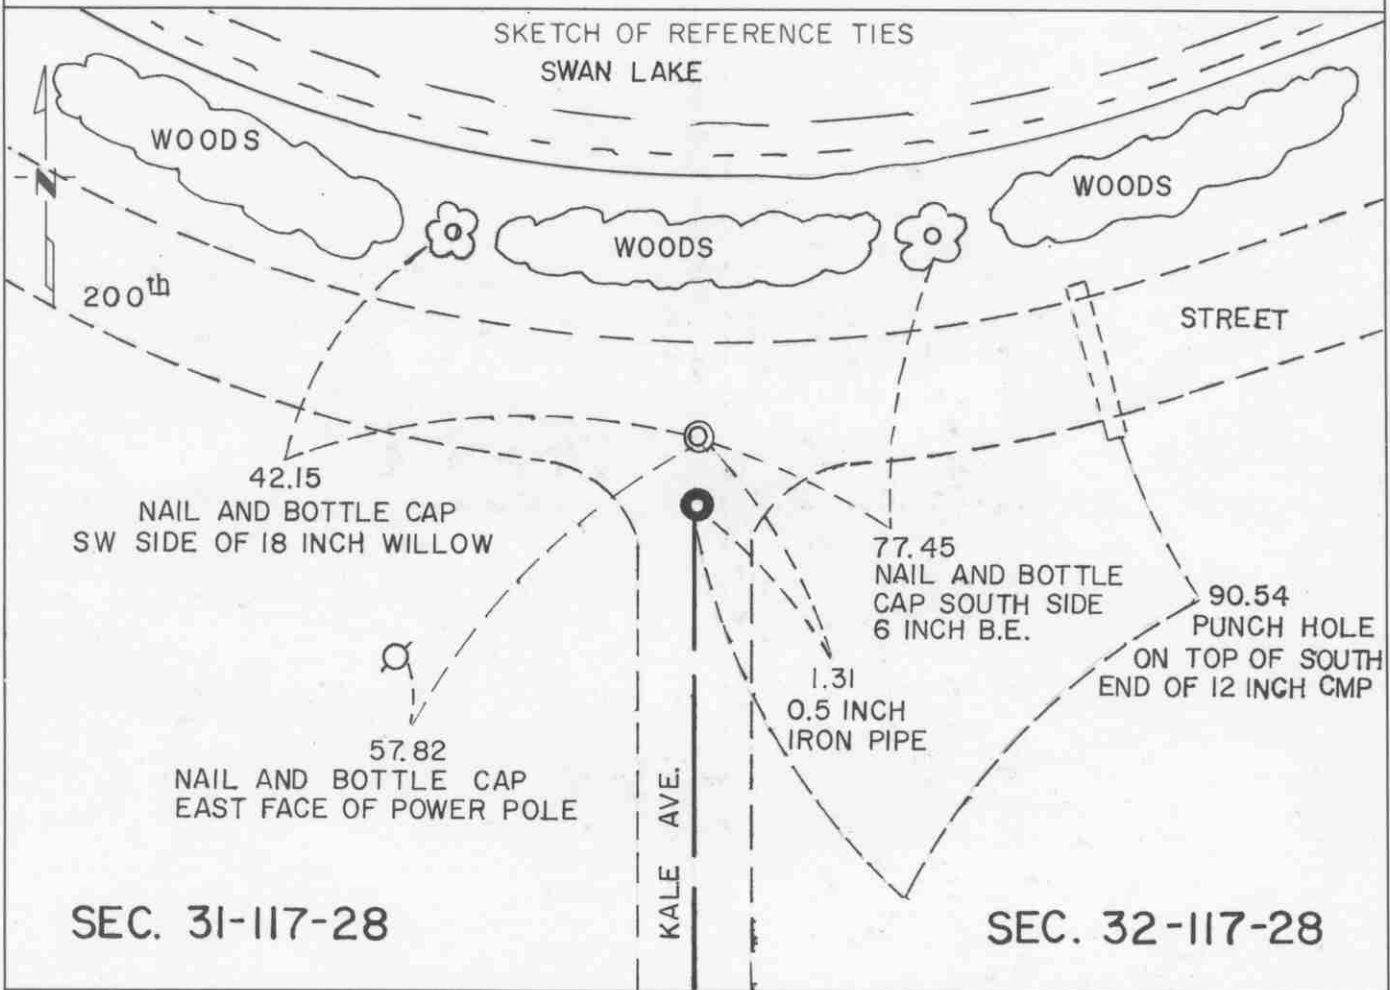 SKETCH OF REFERENCE TIES
SWAN LAKE
WOODS
WOODS
WOODS
N
200th
STREET
42.15
NAIL AND BOTTLE CAP
SW SIDE OF 18 INCH WILLOW
77.45
NAIL AND BOTTLE
CAP SOUTH SIDE
6 INCH B.E.
90.54
PUNCH HOLE
ON TOP OF SOUTH
END OF 12 INCH CMP
1.31
0.5 INCH
IRON PIPE
57.82
NAIL AND BOTTLE CAP
EAST FACE OF POWER POLE
KALE AVE.
SEC. 31-117-28
SEC. 32-117-28